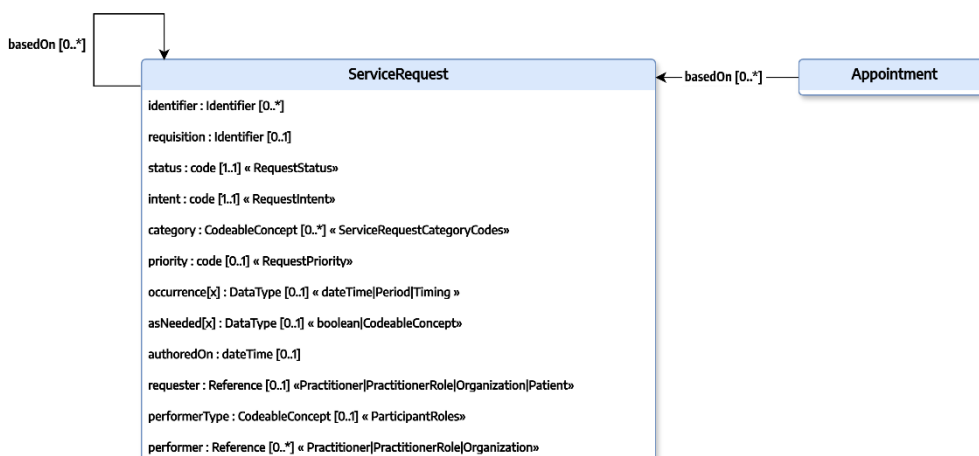 basedOn [0..*]
ServiceRequest
basedOn [0..*]
Appointment
identifier : Identifier [0..*]
requisition : Identifier [0..1]
status : code [1..1] « RequestStatus»
intent : code [1..1] « RequestIntent»
category : CodeableConcept [0..*] « ServiceRequestCategoryCodes»
priority : code [0..1] « RequestPriority»
occurrence[x] : DataType [0..1] « dateTime|Period|Timing »
asNeeded[x] : DataType [0..1] « boolean|CodeableConcept»
authoredOn : dateTime [0..1]
requester : Reference [0..1] «Practitioner|PractitionerRole|Organization|Patient»
performerType : CodeableConcept [0..1] « ParticipantRoles»
performer : Reference [0..*] « Practitioner|PractitionerRole|Organization»